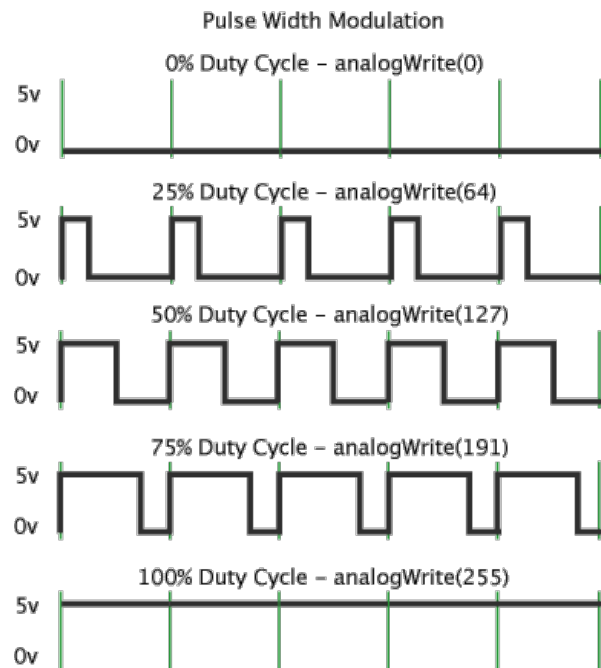 Pulse Width Modulation
0% Duty Cycle – analogWrite(0)
5v
0v
25% Duty Cycle – analogWrite(64)
5v
0v
50% Duty Cycle – analogWrite(127)
5v
0v
75% Duty Cycle – analogWrite(191)
5v
0v
100% Duty Cycle – analogWrite(255)
5v
0v